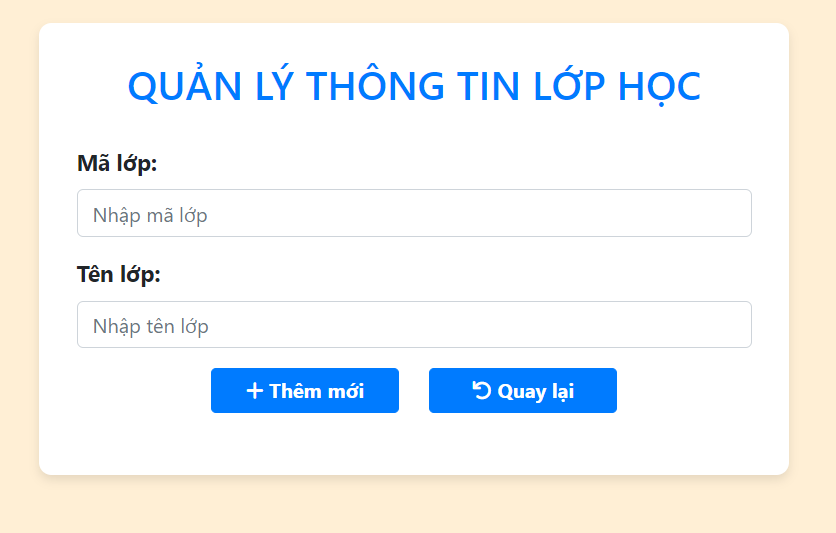 QUẢN LÝ THÔNG TIN LỚP HỌC
Mã lớp:
Nhập mã lớp
Tên lớp:
Nhập tên lớp
Thêm mới Quay lại